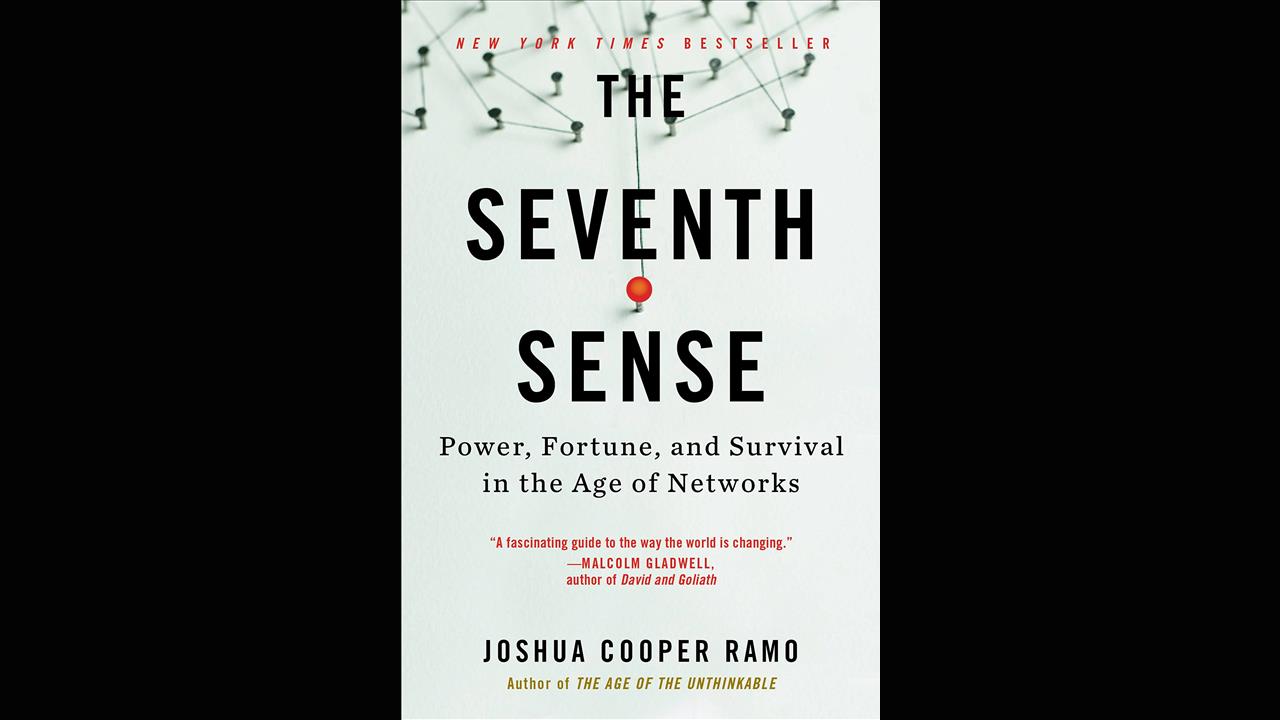 NEW YORK TIMES BESTSELLER
THE
SEVENTH
SENSE
Power, Fortune, and Survival
in the Age of Networks
“A fascinating guide to the way the world is changing.”
—MALCOLM GLADWELL,
author of David and Goliath
JOSHUA COOPER RAMO
Author of THE AGE OF THE UNTHINKABLE